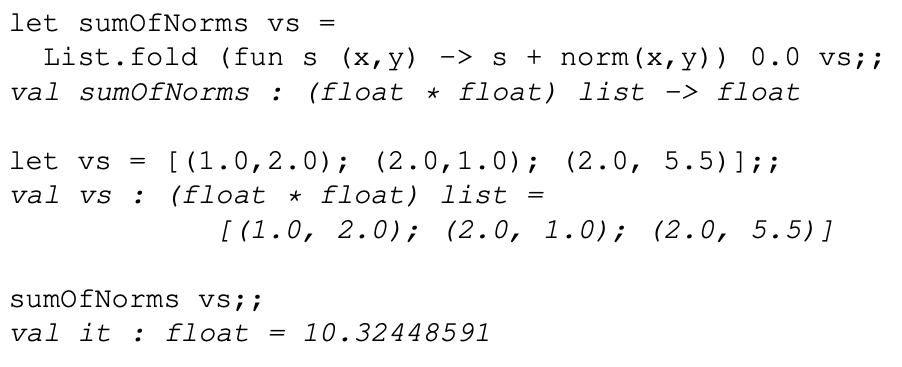 let sumOfNorms vs =
  List.fold (fun s (x,y) -> s + norm(x,y)) 0.0 vs;;
val sumOfNorms : (float * float) list -> float

let vs = [(1.0,2.0); (2.0,1.0); (2.0, 5.5)];;
val vs : (float * float) list =
            [(1.0, 2.0); (2.0, 1.0); (2.0, 5.5)]

sumOfNorms vs;;
val it : float = 10.32448591